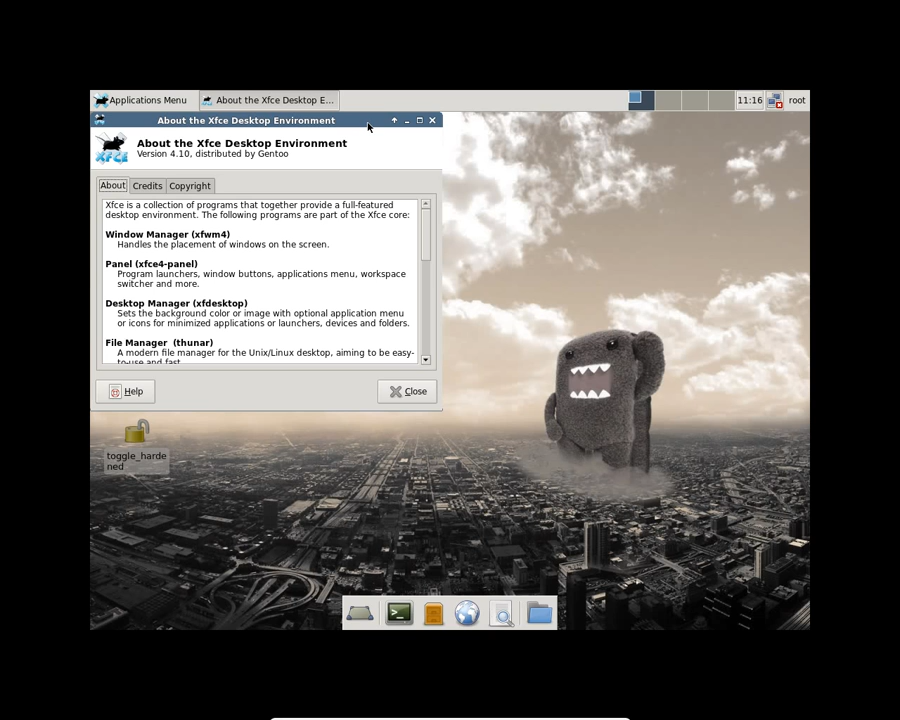 Applications Menu
About the Xfce Desktop E...
11:16
root
About the Xfce Desktop Environment
About the Xfce Desktop Environment
Version 4.10, distributed by Gentoo
XFCE
About
Credits
Copyright
Xfce is a collection of programs that together provide a full-featured
desktop environment. The following programs are part of the Xfce core:
Window Manager (xfwm4)
Handles the placement of windows on the screen.
Panel (xfce4-panel)
Program launchers, window buttons, applications menu, workspace
switcher and more.
Desktop Manager (xfdesktop)
Sets the background color or image with optional application menu
or icons for minimized applications or launchers, devices and folders.
File Manager (thunar)
A modern file manager for the Unix/Linux desktop, aiming to be easy-
to-use and fast.
Help
Close
toggle_harde
ned
>_